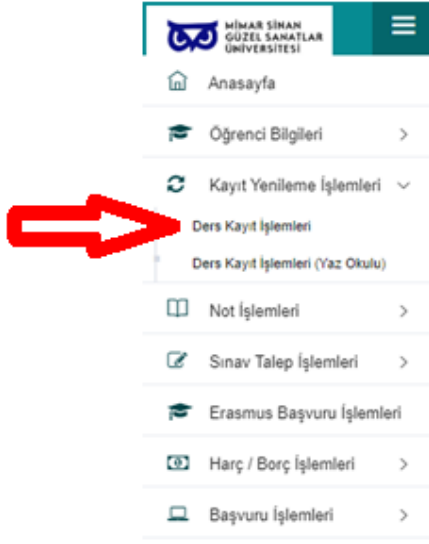 MİMAR SİNAN
GÜZEL SANATLAR
ÜNİVERSİTESİ
Anasayfa
Öğrenci Bilgileri
Kayıt Yenileme İşlemleri
Ders Kayıt İşlemleri
Ders Kayıt İşlemleri (Yaz Okulu)
Not İşlemleri
Sınav Talep İşlemleri
Erasmus Başvuru İşlemleri
Harç / Borç İşlemleri
Başvuru İşlemleri